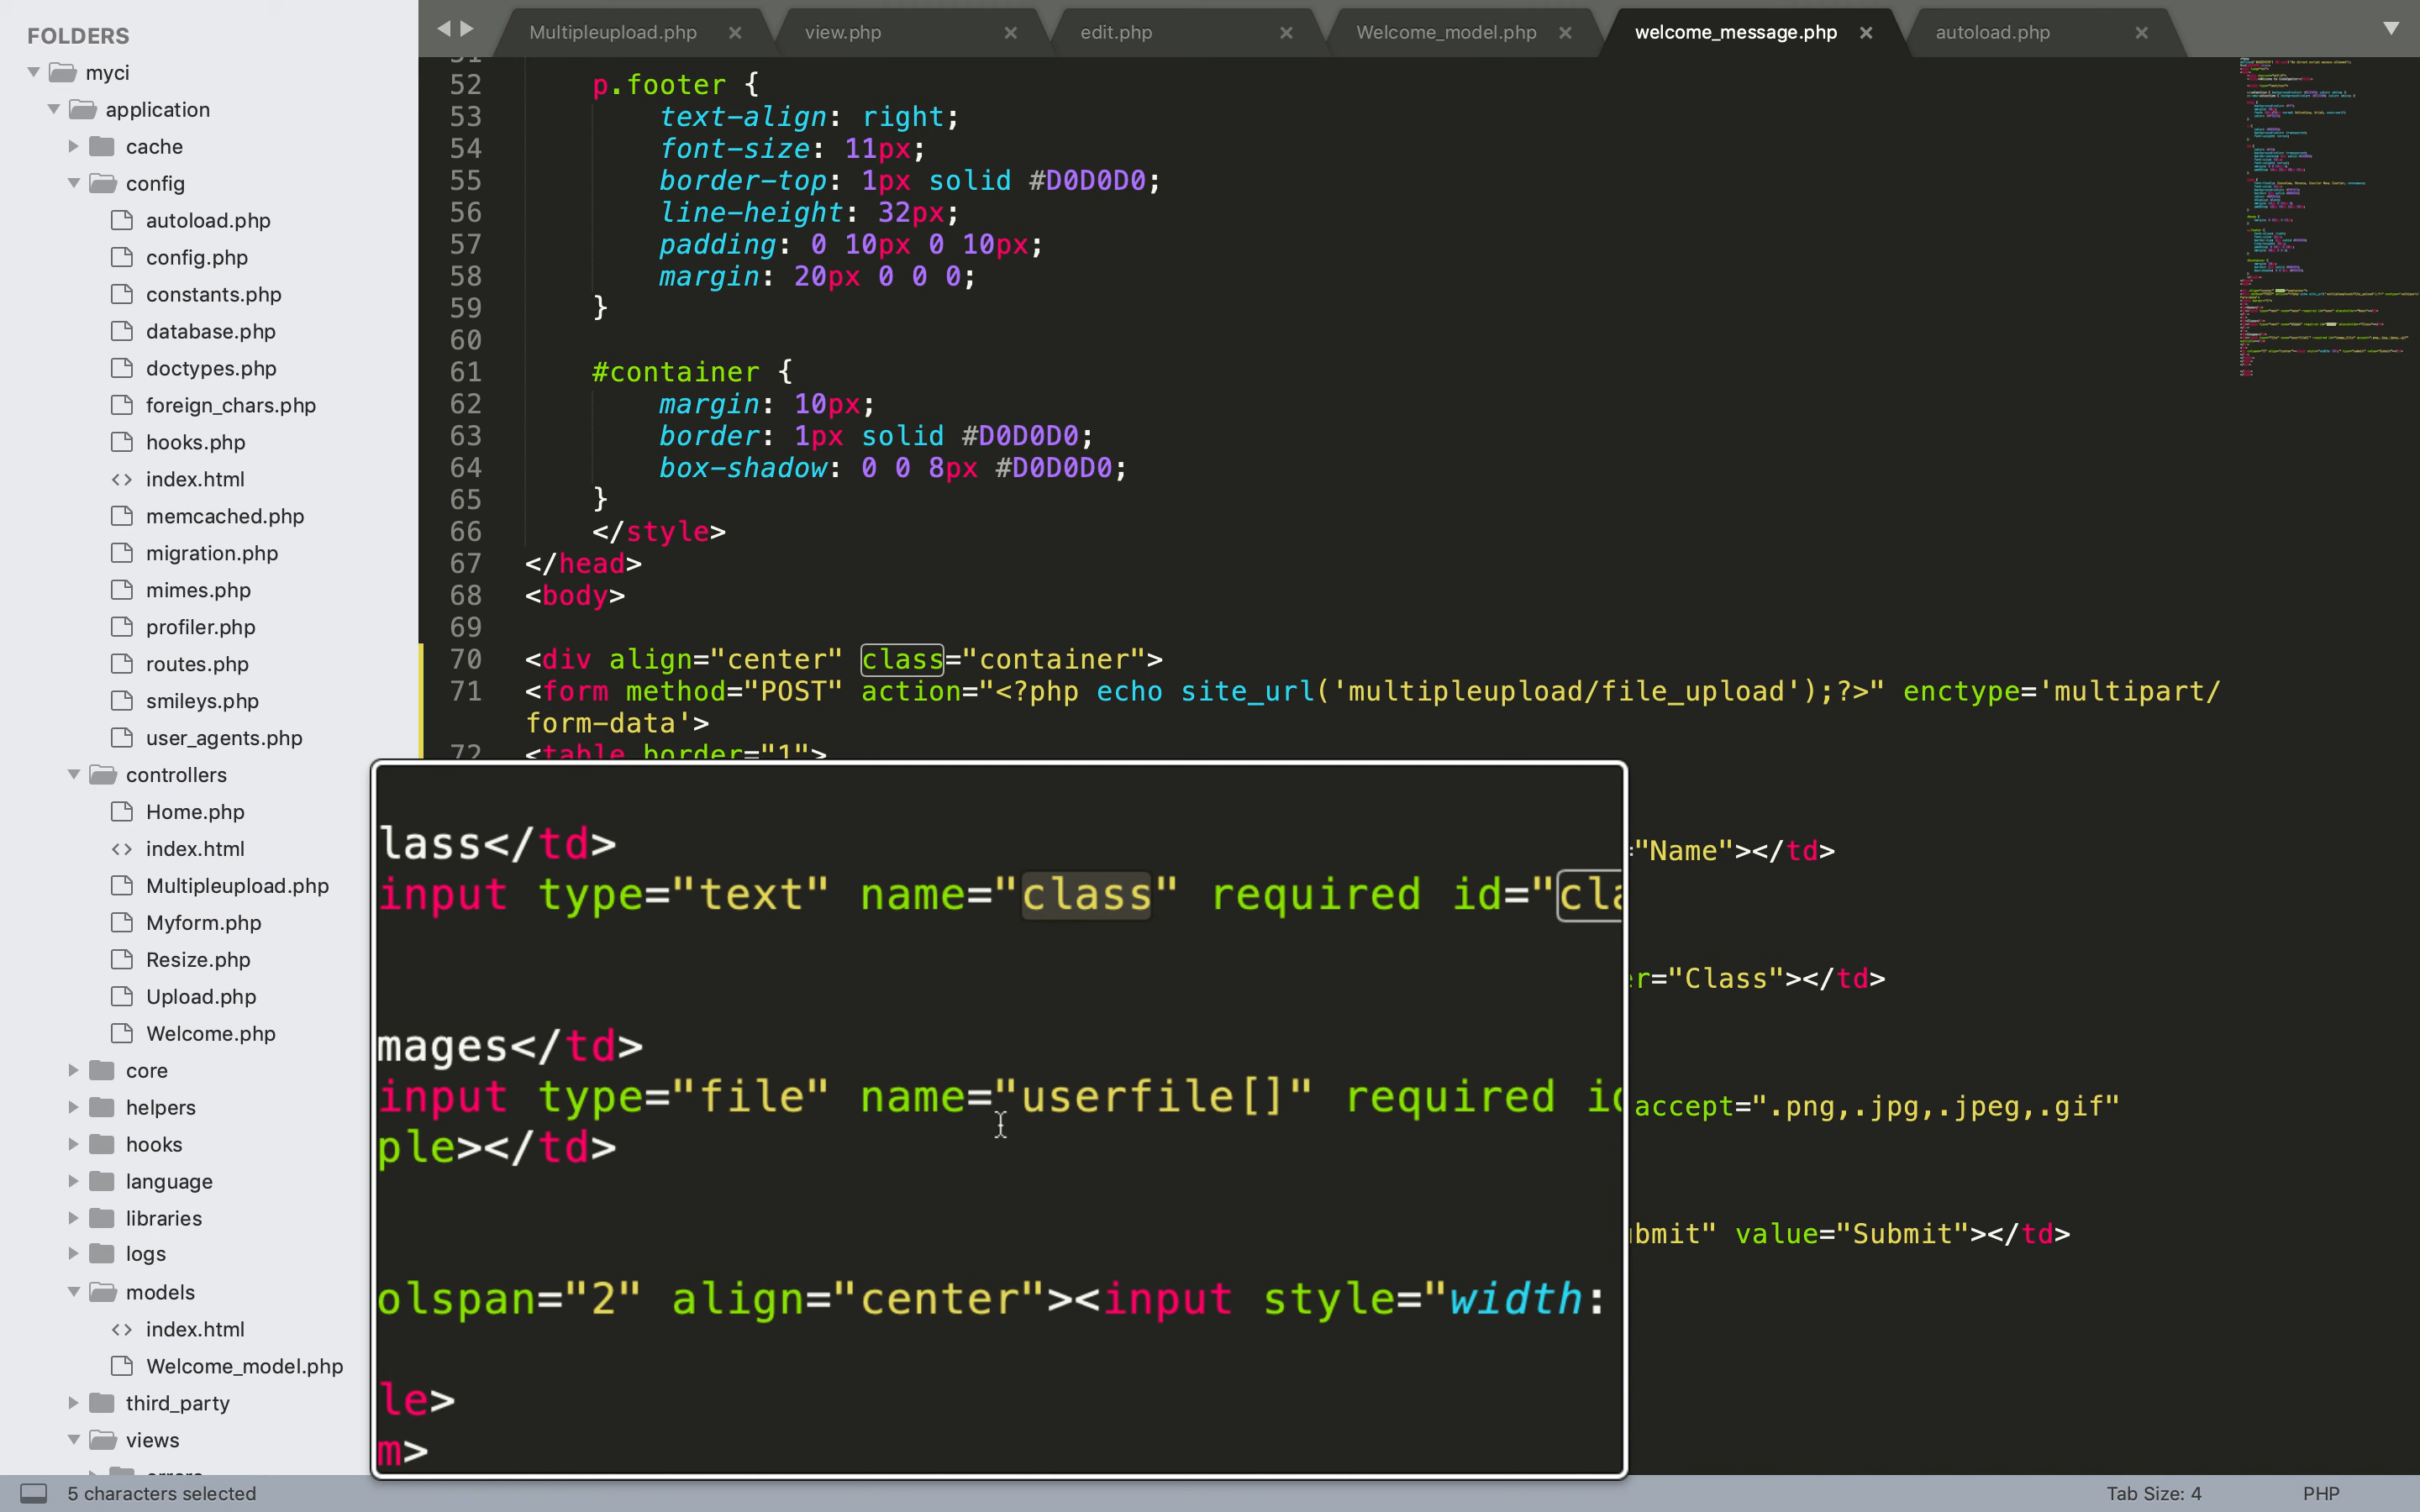 FOLDERS
myci
application
cache
config
autoload.php
config.php
constants.php
database.php
doctypes.php
foreign_chars.php
hooks.php
<> index.html
memcached.php
migration.php
mimes.php
profiler.php
routes.php
smileys.php
user_agents.php
controllers
Home.php
<> index.html
Multipleupload.php
Myform.php
Resize.php
Upload.php
Welcome.php
core
helpers
hooks
language
libraries
logs
models
<> index.html
Welcome_model.php
third_party
views
Multipleupload.php
view.php
edit.php
Welcome_model.php
welcome_message.php
autoload.php
52 p.footer {
53 text-align: right;
54 font-size: 11px;
55 border-top: 1px solid #D0D0D0;
56 line-height: 32px;
57 padding: 0 10px 0 10px;
58 margin: 20px 0 0 0;
59 }
60
61 #container {
62 margin: 10px;
63 border: 1px solid #D0D0D0;
64 box-shadow: 0 0 8px #D0D0D0;
65 }
66 </style>
67 </head>
68 <body>
69
70 <div align="center" class="container">
71 <form method="POST" action="<?php echo site_url('multipleupload/file_upload');?>" enctype='multipart/
form-data'>
72 <table border="1">
lass</td>
input type="text" name="class" required id="cla
mages</td>
input type="file" name="userfile[]" required id
ple></td>
olspan="2" align="center"><input style="width:
le>
m>
="Name"></td>
er="Class"></td>
accept=".png,.jpg,.jpeg,.gif"
bmit" value="Submit"></td>
5 characters selected
Tab Size: 4
PHP